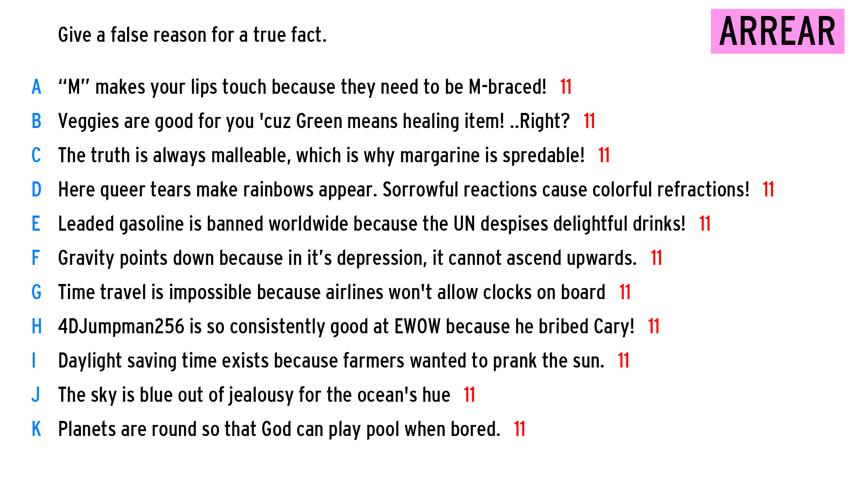 Give a false reason for a true fact.
ARREAR
A “M” makes your lips touch because they need to be M-braced! 11
B Veggies are good for you 'cuz Green means healing item! ..Right? 11
C The truth is always malleable, which is why margarine is spredable! 11
D Here queer tears make rainbows appear. Sorrowful reactions cause colorful refractions! 11
E Leaded gasoline is banned worldwide because the UN despises delightful drinks! 11
F Gravity points down because in it’s depression, it cannot ascend upwards. 11
G Time travel is impossible because airlines won't allow clocks on board 11
H 4DJumpman256 is so consistently good at EWOW because he bribed Cary! 11
I Daylight saving time exists because farmers wanted to prank the sun. 11
J The sky is blue out of jealousy for the ocean's hue 11
K Planets are round so that God can play pool when bored. 11